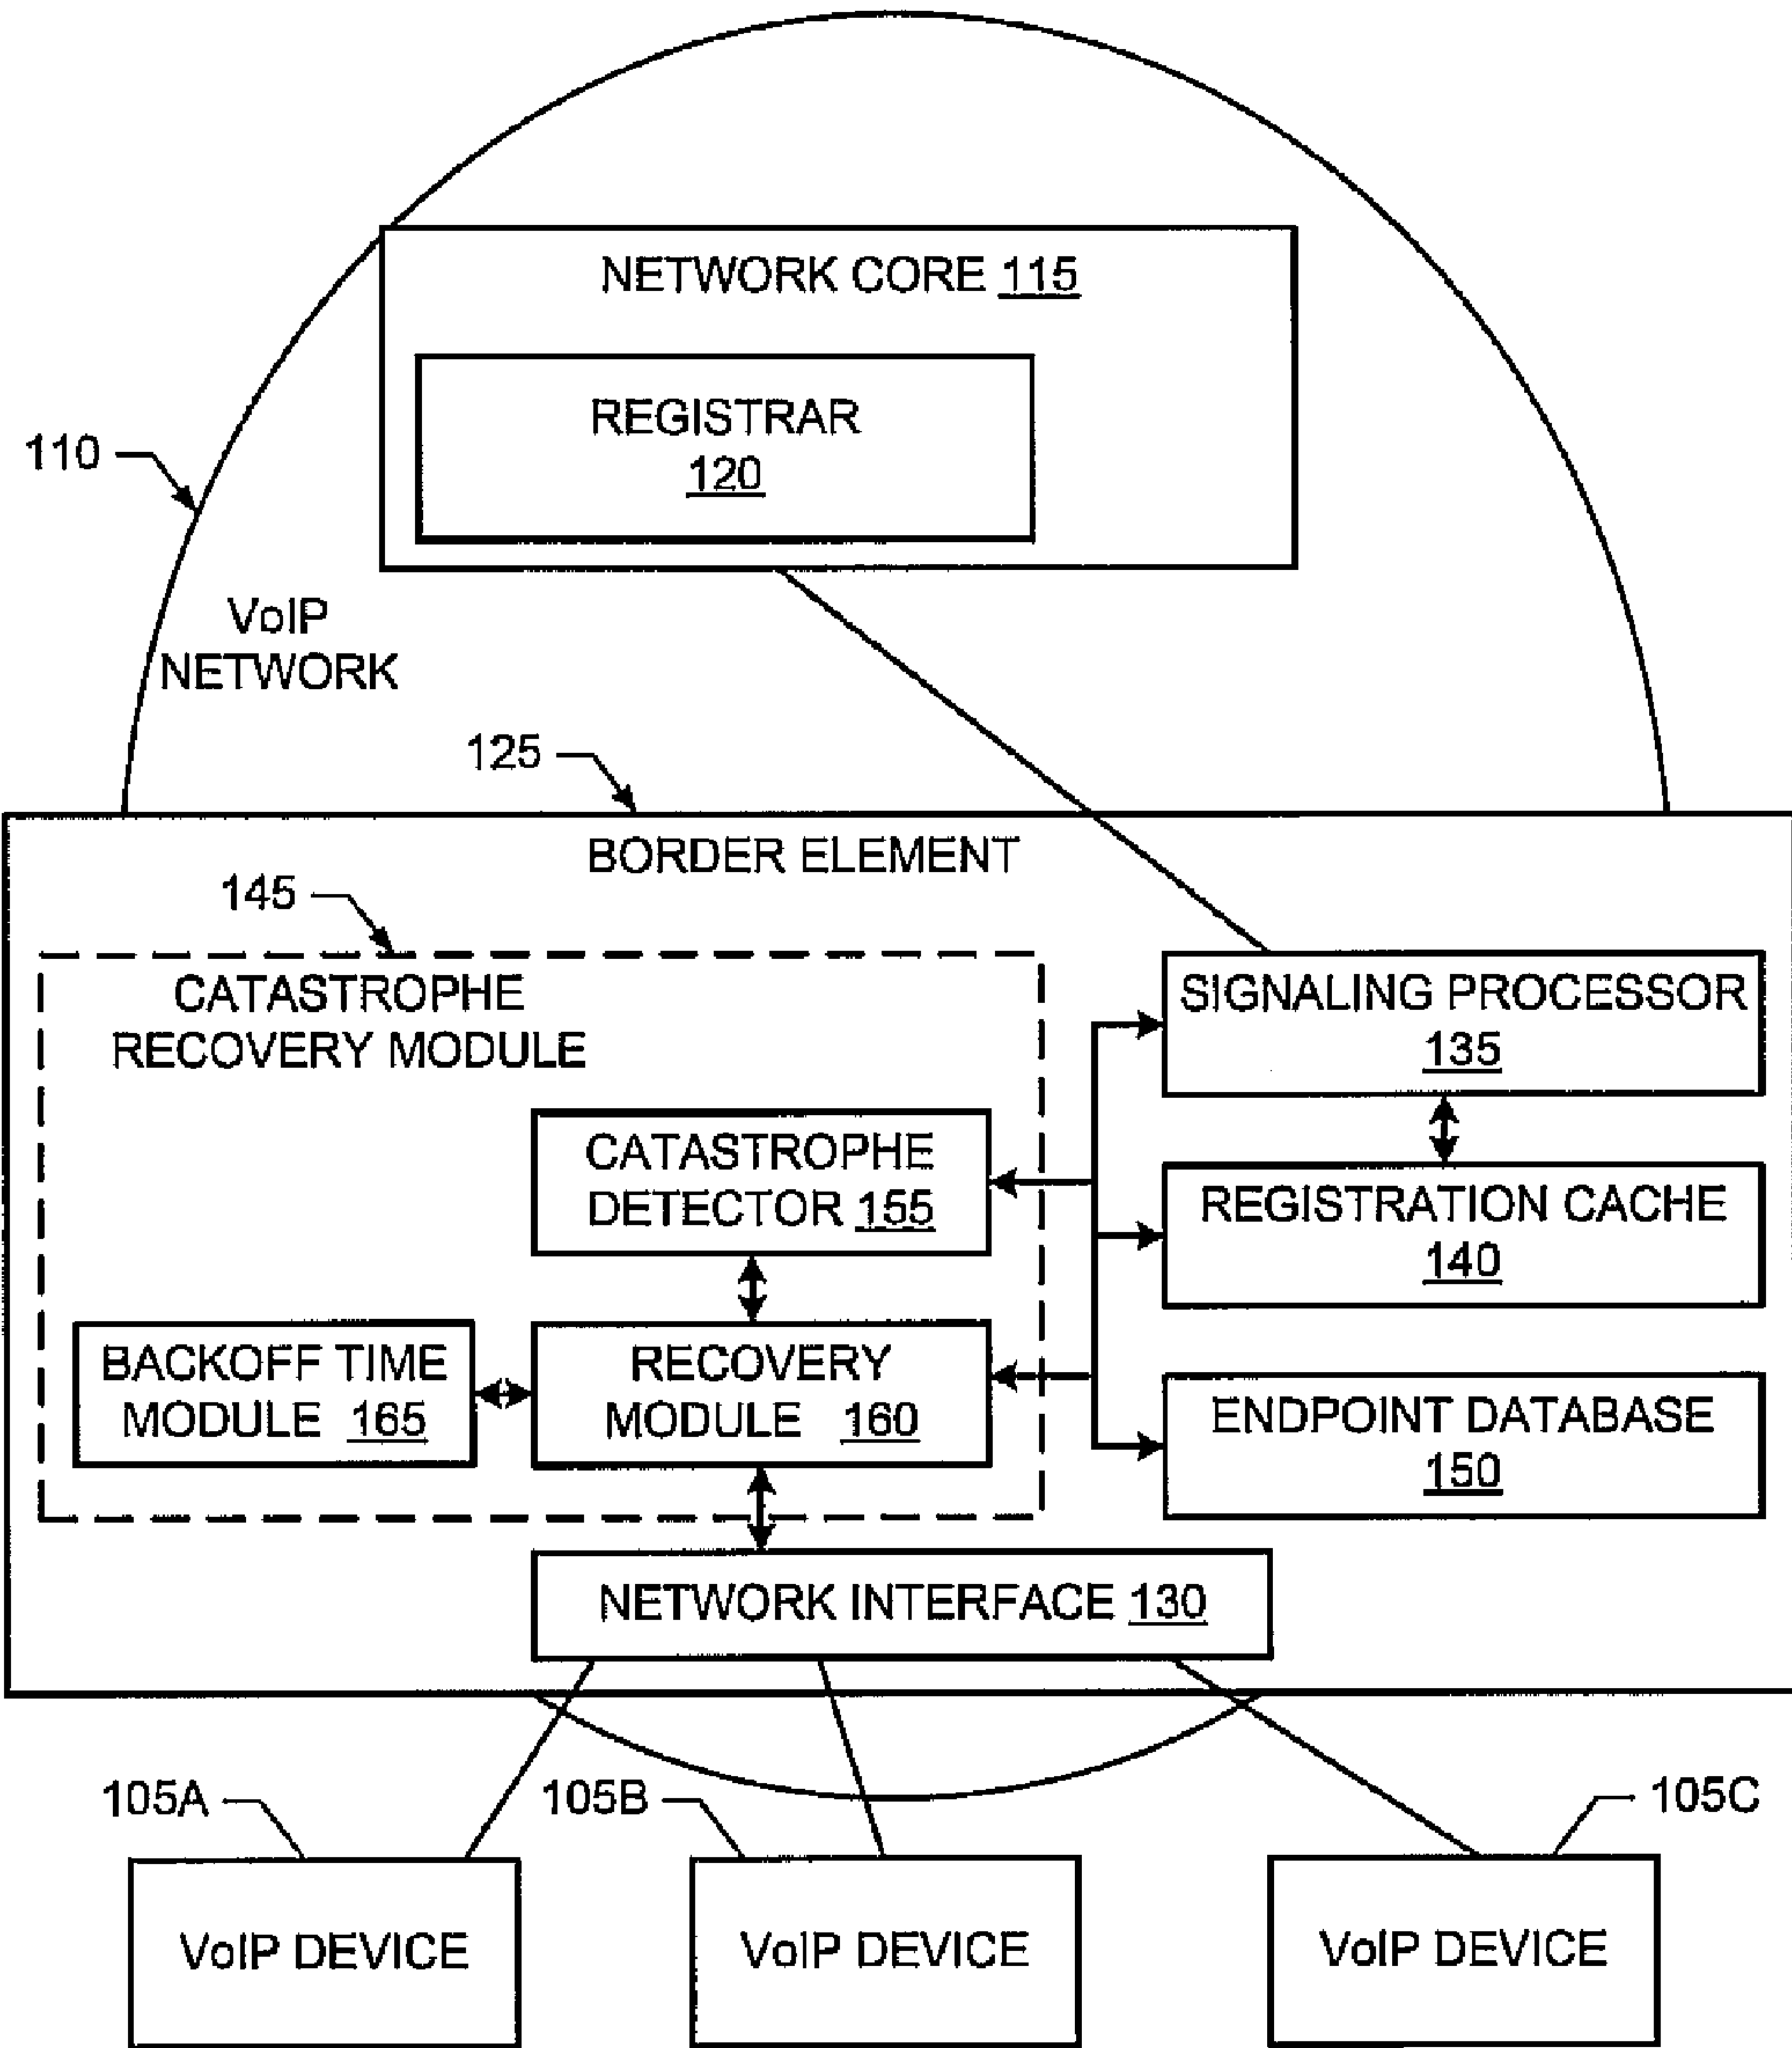 NETWORK CORE 115
REGISTRAR
120
110
VoIP
NETWORK
125
BORDER ELEMENT
145
CATASTROPHE
RECOVERY MODULE
SIGNALING PROCESSOR
135
CATASTROPHE
DETECTOR 155
REGISTRATION CACHE
140
BACKOFF TIME
MODULE 165
RECOVERY
MODULE 160
ENDPOINT DATABASE
150
NETWORK INTERFACE 130
105A
105B
105C
VoIP DEVICE
VoIP DEVICE
VoIP DEVICE